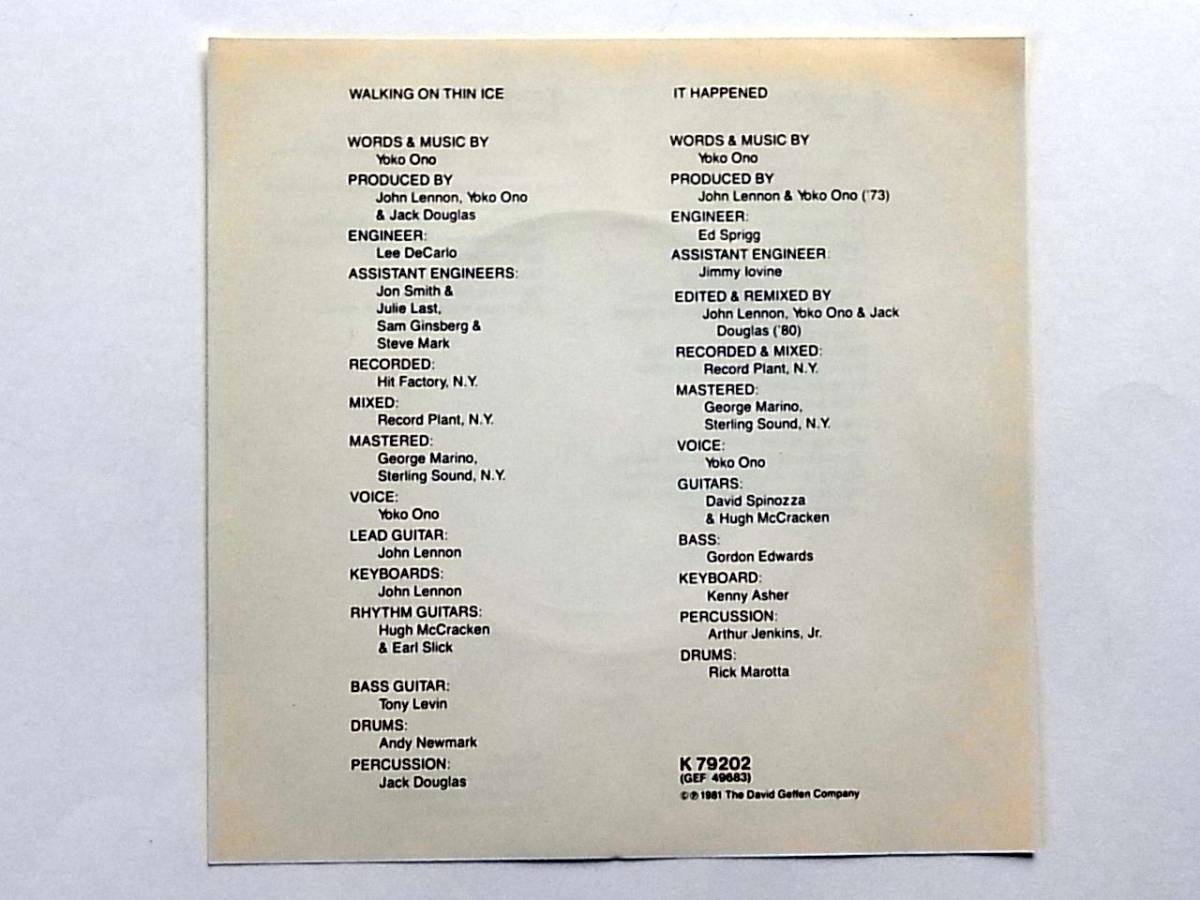 WALKING ON THIN ICE
WORDS & MUSIC BY
Yoko Ono
PRODUCED BY
John Lennon, Yoko Ono
& Jack Douglas
ENGINEER:
Lee DeCarlo
ASSISTANT ENGINEERS:
Jon Smith &
Julie Last,
Sam Ginsberg &
Steve Mark
RECORDED:
Hit Factory, N.Y.
MIXED:
Record Plant, N.Y.
MASTERED:
George Marino,
Sterling Sound, N.Y.
VOICE:
Yoko Ono
LEAD GUITAR:
John Lennon
KEYBOARDS:
John Lennon
RHYTHM GUITARS:
Hugh McCracken
& Earl Slick
BASS GUITAR:
Tony Levin
DRUMS:
Andy Newmark
PERCUSSION:
Jack Douglas
IT HAPPENED
WORDS & MUSIC BY
Yoko Ono
PRODUCED BY
John Lennon & Yoko Ono ('73)
ENGINEER:
Ed Sprigg
ASSISTANT ENGINEER:
Jimmy Iovine
EDITED & REMIXED BY
John Lennon, Yoko Ono & Jack
Douglas ('80)
RECORDED & MIXED:
Record Plant, N.Y.
MASTERED:
George Marino,
Sterling Sound, N.Y.
VOICE:
Yoko Ono
GUITARS:
David Spinozza
& Hugh McCracken
BASS:
Gordon Edwards
KEYBOARD:
Kenny Asher
PERCUSSION:
Arthur Jenkins, Jr.
DRUMS:
Rick Marotta
K 79202
(GEF 49683)
©℗ 1981 The David Geffen Company